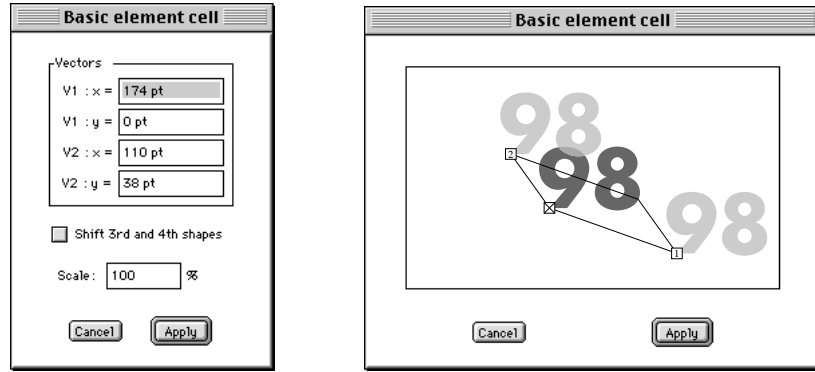 Basic element cell
Vectors
V1 : x = 174 pt
V1 : y = 0 pt
V2 : x = 110 pt
V2 : y = 38 pt
Shift 3rd and 4th shapes
Scale: 100 %
Cancel Apply
Basic element cell
98
2 98
98
1
Cancel Apply